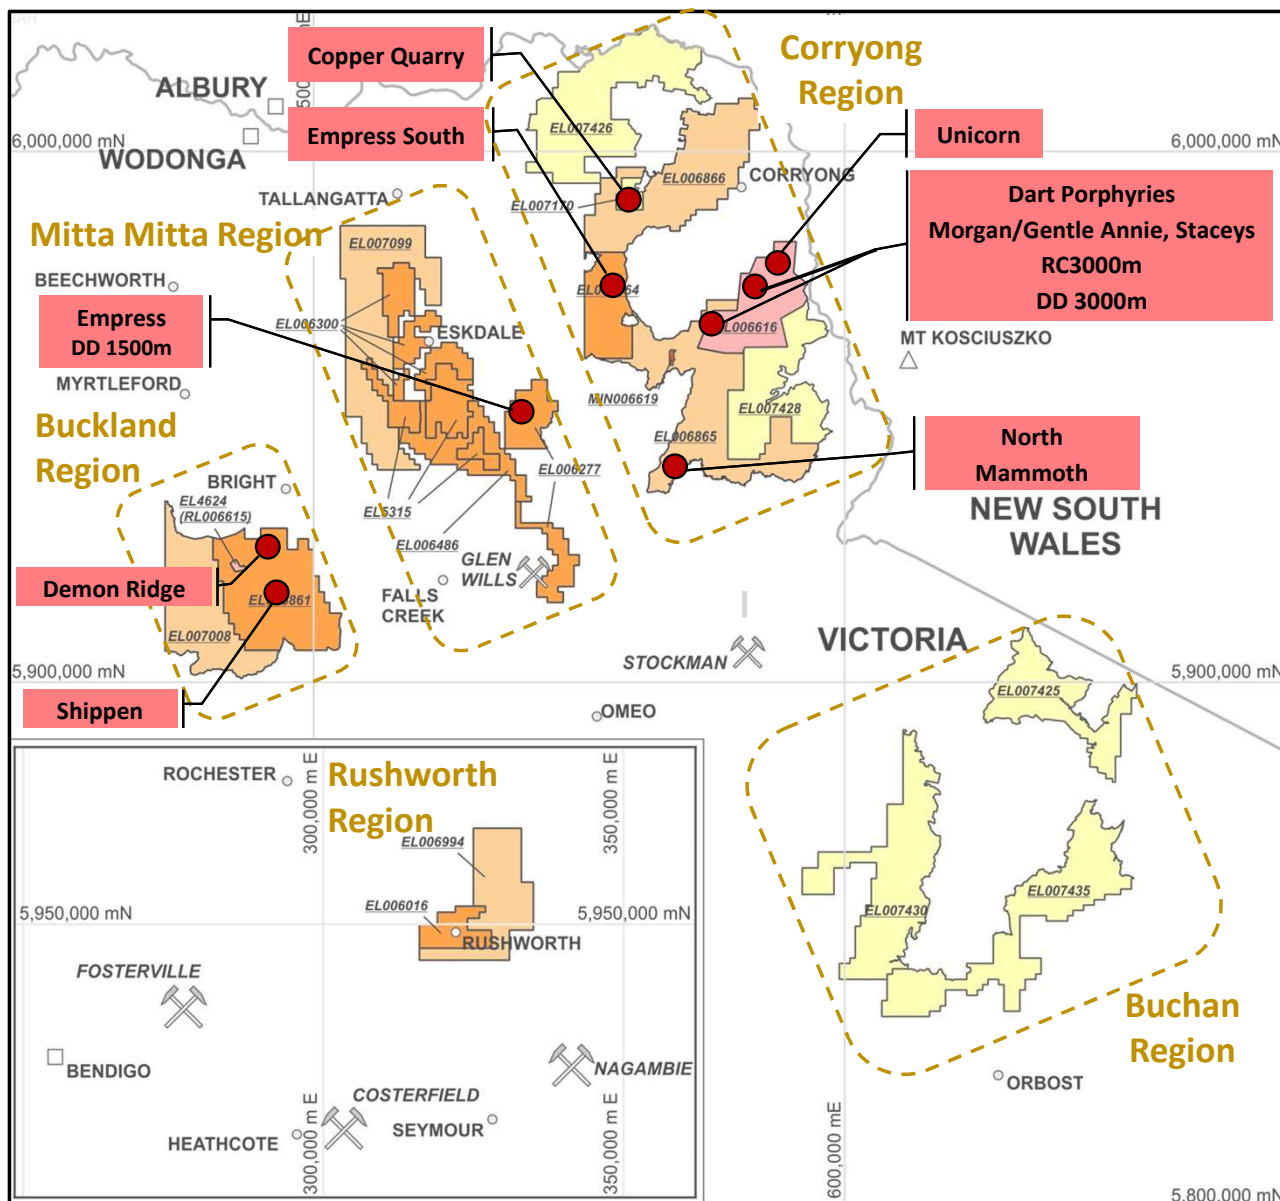 Copper Quarry
Corryong
Region
ALBURY
Empress South
EL007426
Unicorn
6,000,000 mN
6,000,000 mN
WODONGA
EL006866
CORRYONG
TALLANGATTA
EL007170
Dart Porphyries
Morgan/Gentle Annie, Staceys
RC3000m
DD 3000m
Mitta Mitta Region
EL007099
BEECHWORTH
Empress
DD 1500m
EL006300
ESKDALE
EL006616
MT KOSCIUSZKO
MYRTLEFORD
MIN006619
EL007428
Buckland
Region
EL006865
North
Mammoth
BRIGHT
EL006277
EL4624
(RL006615)
EL5315
NEW SOUTH
WALES
EL006486
GLEN
WILLS
Demon Ridge
FALLS
CREEK
EL007008
VICTORIA
STOCKMAN
5,900,000 mN
5,900,000 mN
EL007425
Shippen
OMEO
ROCHESTER
Rushworth
Region
300,000 m E
350,000 m E
EL006994
EL006016
EL007435
5,950,000 mN
5,950,000 mN
EL007430
RUSHWORTH
FOSTERVILLE
Buchan
Region
BENDIGO
NAGAMBIE
ORBOST
COSTERFIELD
HEATHCOTE
SEYMOUR
300,000 m E
350,000 m E
600,000 mE
5,800,000 mN